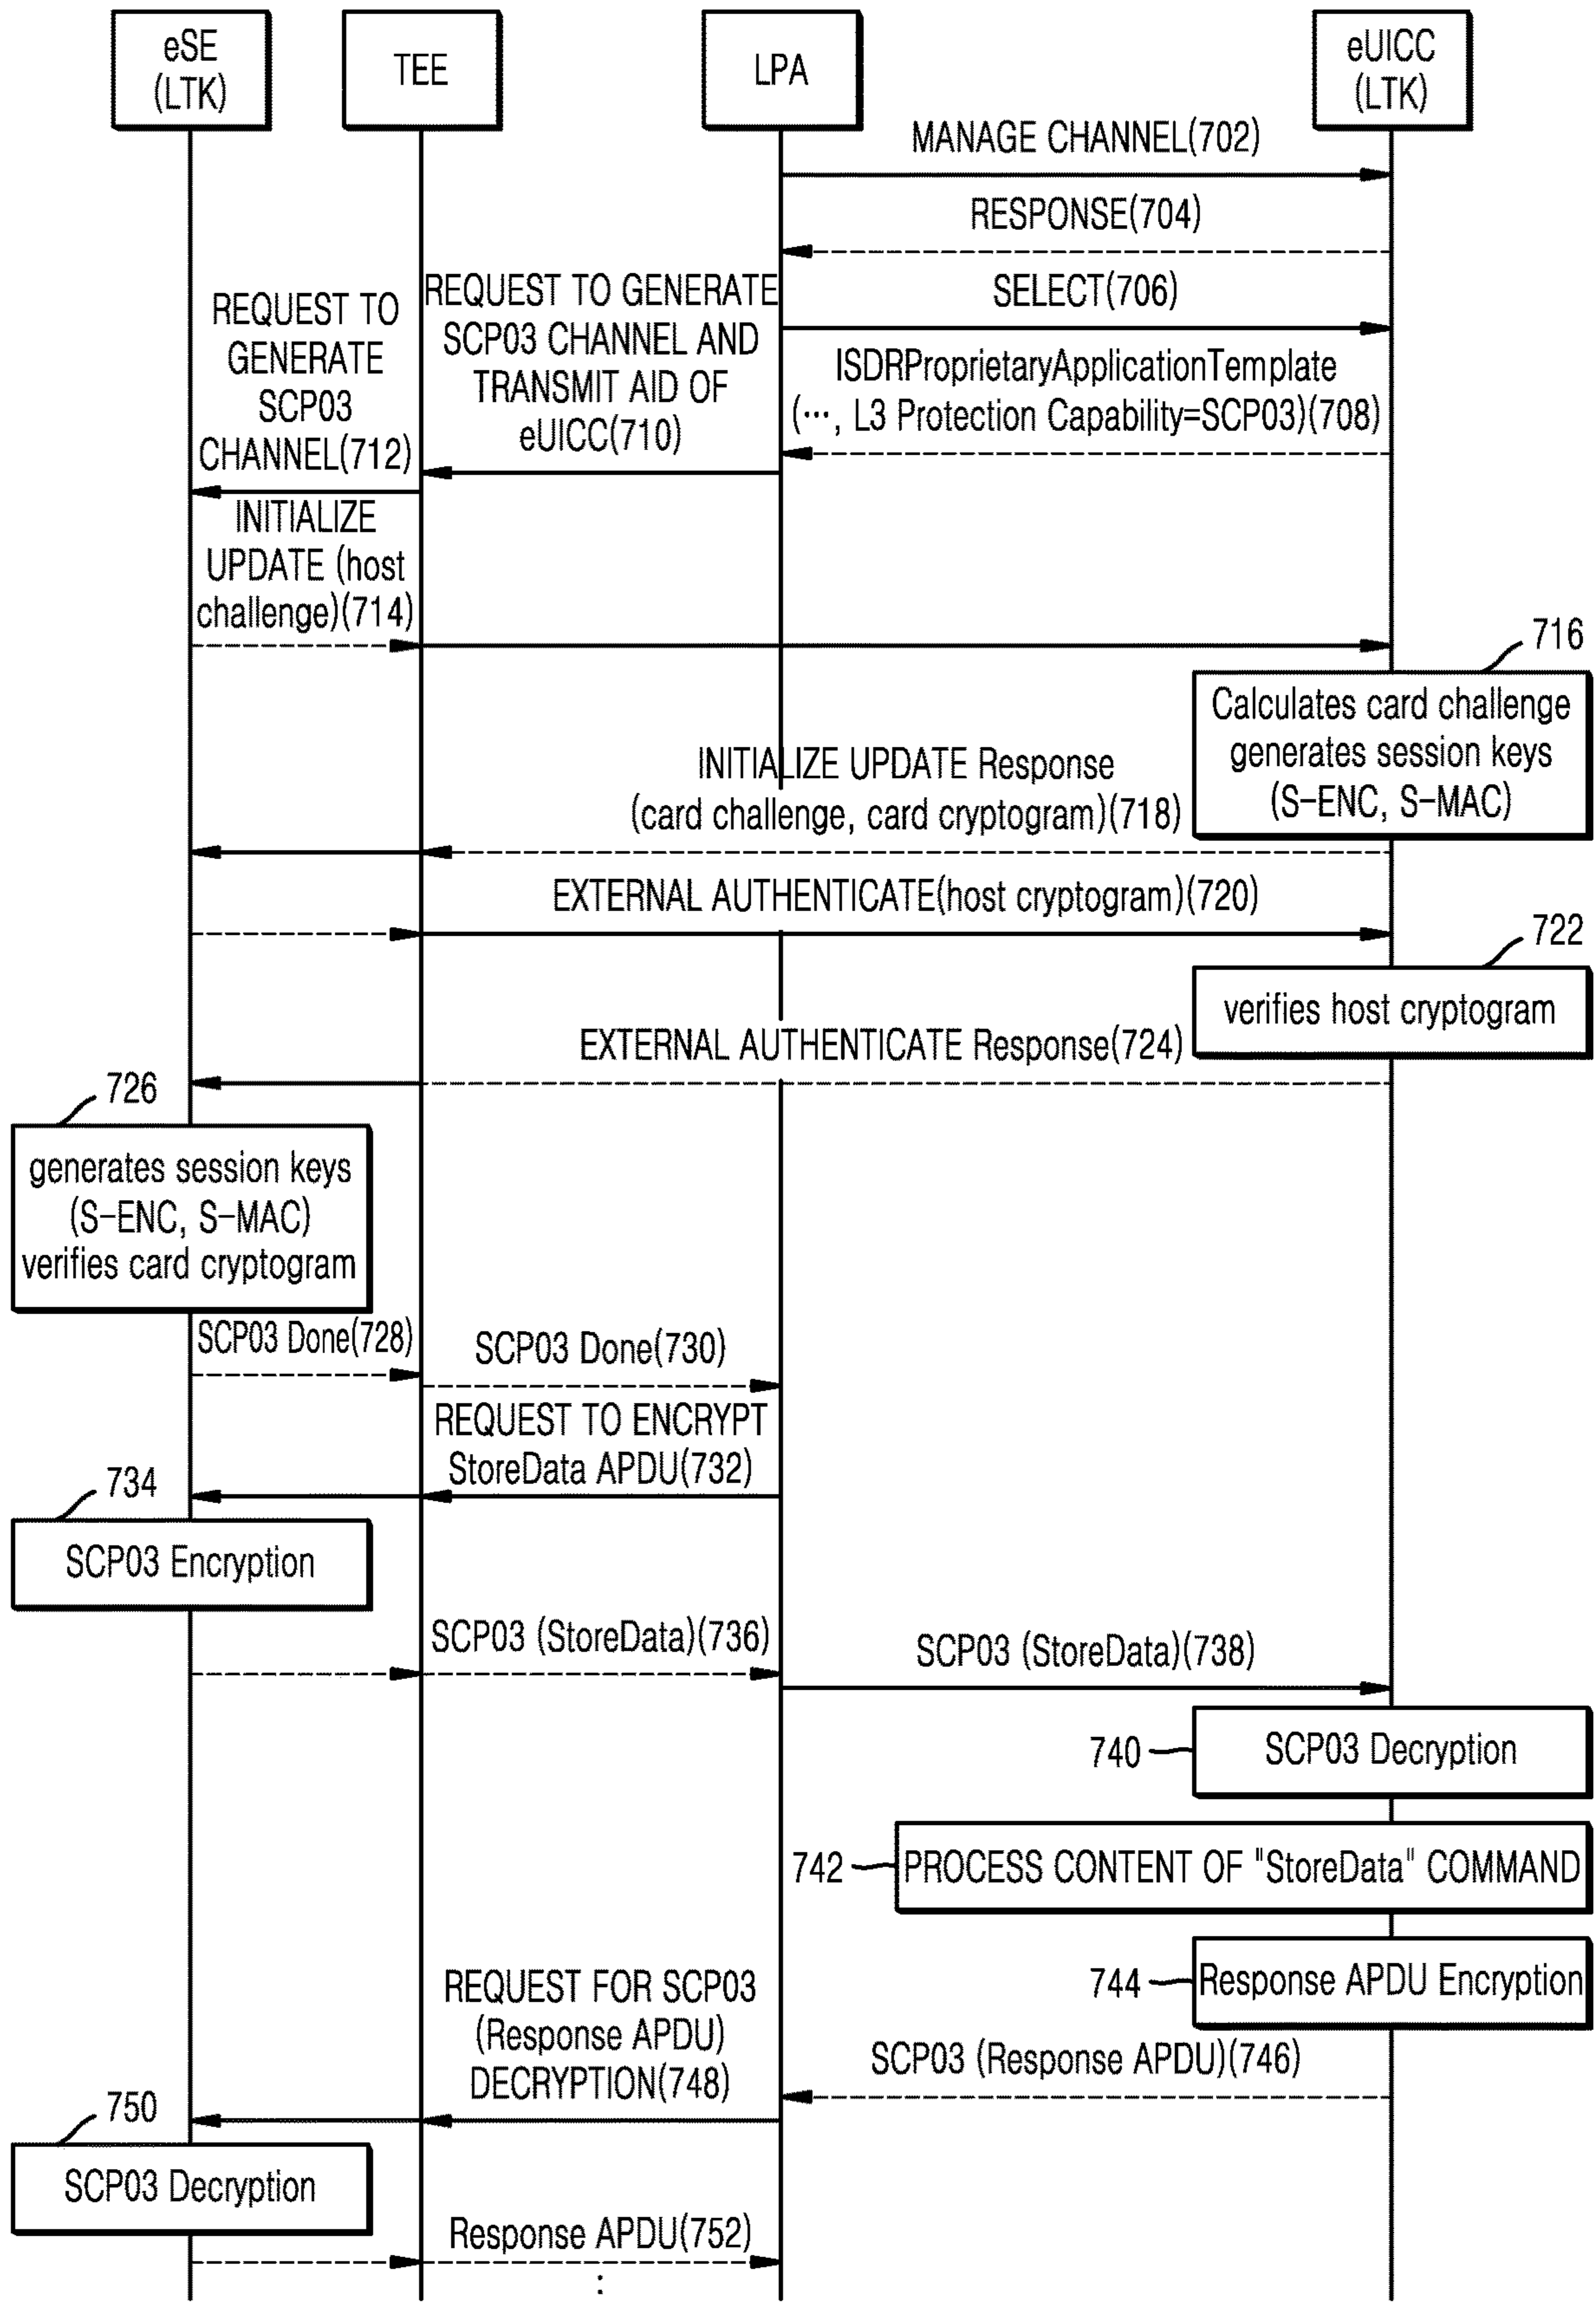 eSE
(LTK)
TEE
LPA
eUICC
(LTK)
MANAGE CHANNEL(702)
RESPONSE(704)
SELECT(706)
ISDRProprietaryApplicationTemplate
(···, L3 Protection Capability=SCP03)(708)
REQUEST TO GENERATE
SCP03 CHANNEL AND
TRANSMIT AID OF
eUICC(710)
REQUEST TO
GENERATE
SCP03
CHANNEL(712)
INITIALIZE
UPDATE (host
challenge)(714)
716
Calculates card challenge
generates session keys
(S-ENC, S-MAC)
INITIALIZE UPDATE Response
(card challenge, card cryptogram)(718)
EXTERNAL AUTHENTICATE(host cryptogram)(720)
722
verifies host cryptogram
EXTERNAL AUTHENTICATE Response(724)
726
generates session keys
(S-ENC, S-MAC)
verifies card cryptogram
SCP03 Done(728)
SCP03 Done(730)
REQUEST TO ENCRYPT
StoreData APDU(732)
734
SCP03 Encryption
SCP03 (StoreData)(736)
SCP03 (StoreData)(738)
740
SCP03 Decryption
742
PROCESS CONTENT OF "StoreData" COMMAND
744
Response APDU Encryption
SCP03 (Response APDU)(746)
REQUEST FOR SCP03
(Response APDU)
DECRYPTION(748)
750
SCP03 Decryption
Response APDU(752)
: